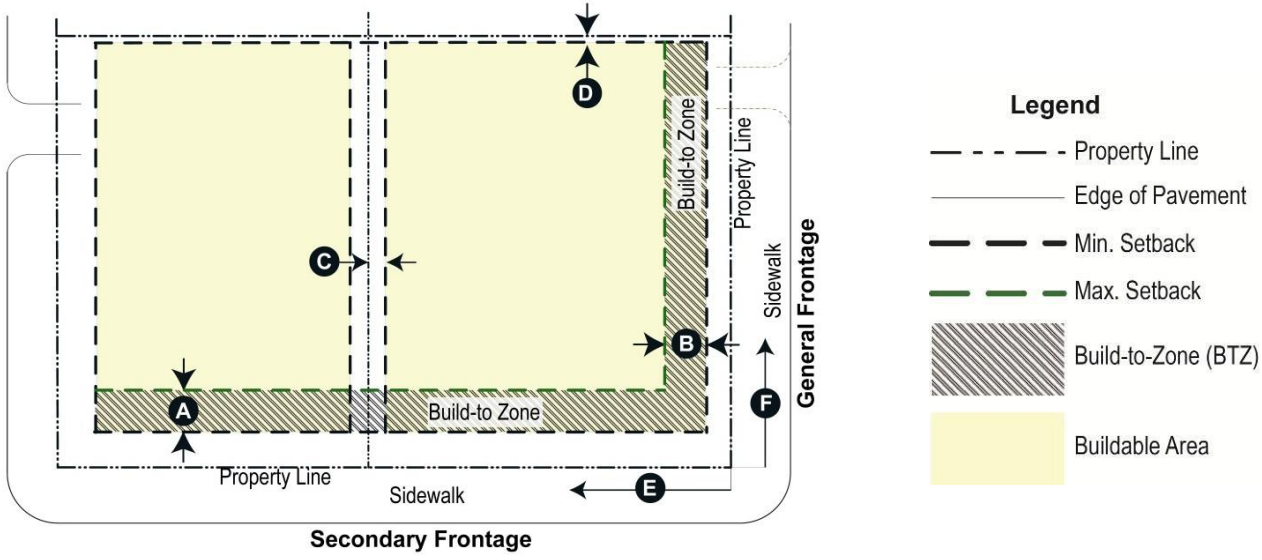 D
Build-to Zone
Property Line
Sidewalk
General Frontage
C
B
F
A
Build-to Zone
E
Property Line
Sidewalk
Secondary Frontage
Legend
Property Line
Edge of Pavement
Min. Setback
Max. Setback
Build-to-Zone (BTZ)
Buildable Area